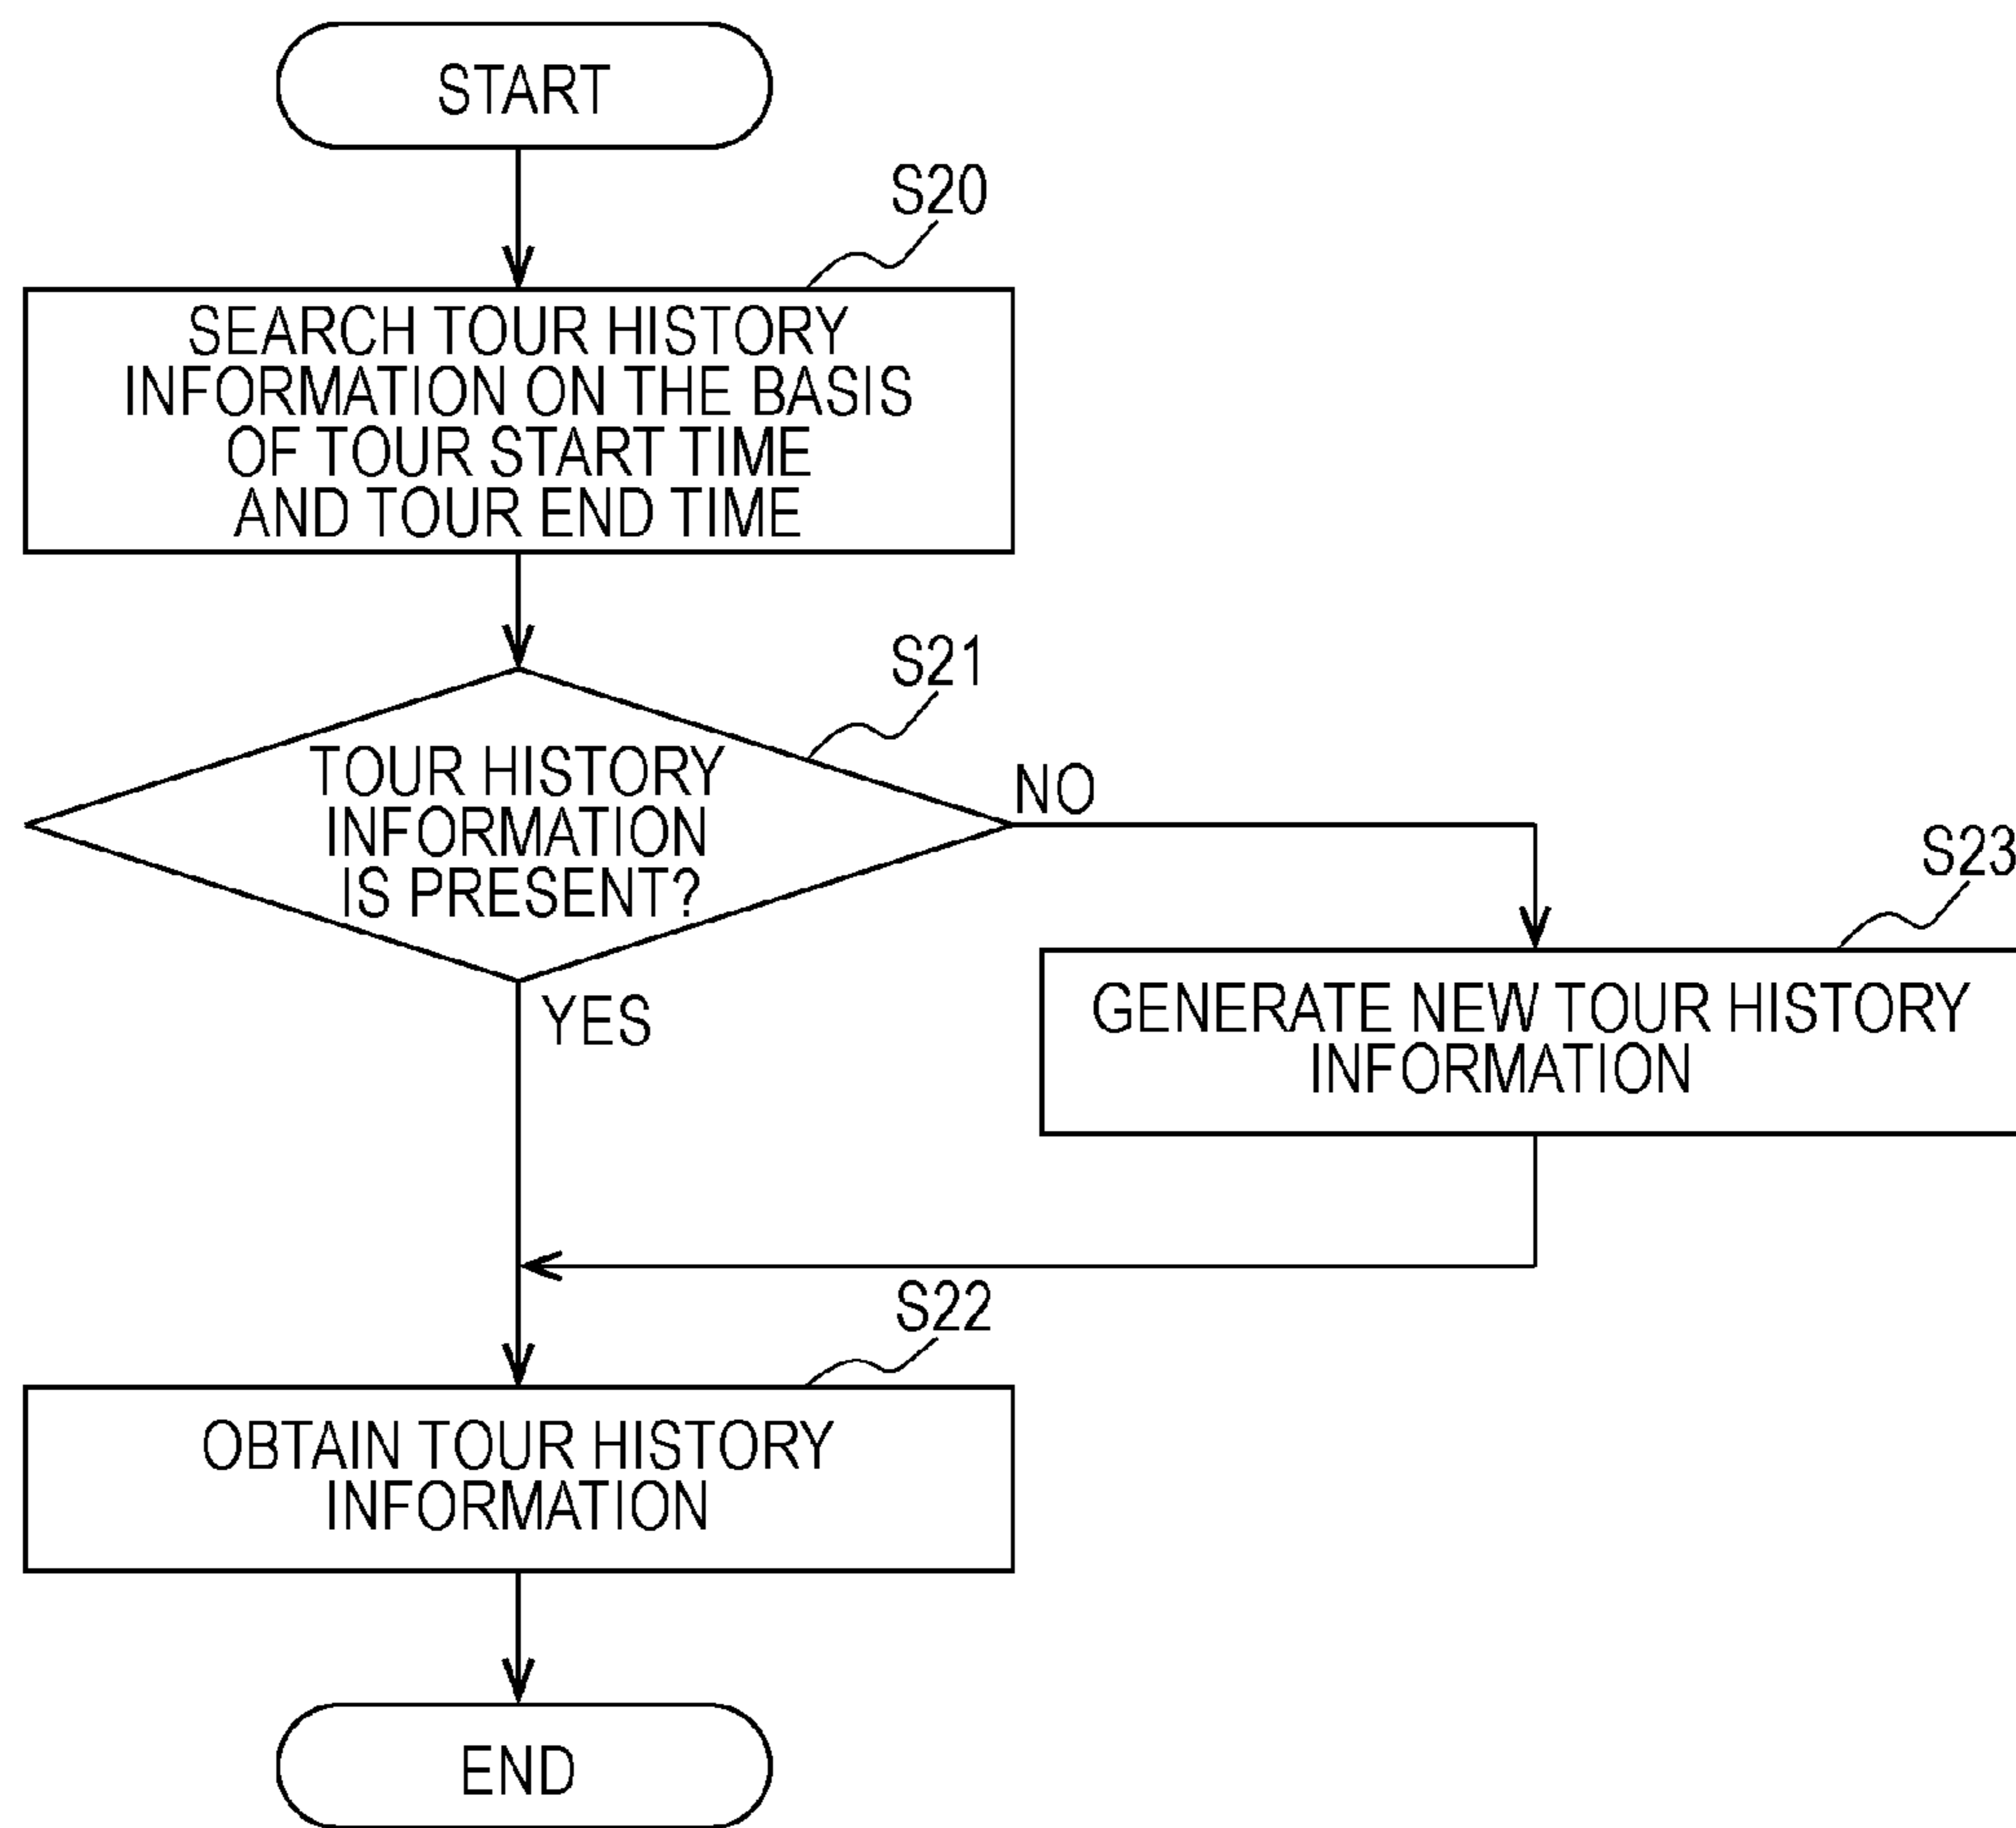 START
S20
SEARCH TOUR HISTORY
INFORMATION ON THE BASIS
OF TOUR START TIME
AND TOUR END TIME
S21
TOUR HISTORY
INFORMATION
IS PRESENT?
NO
YES
S23
GENERATE NEW TOUR HISTORY
INFORMATION
S22
OBTAIN TOUR HISTORY
INFORMATION
END